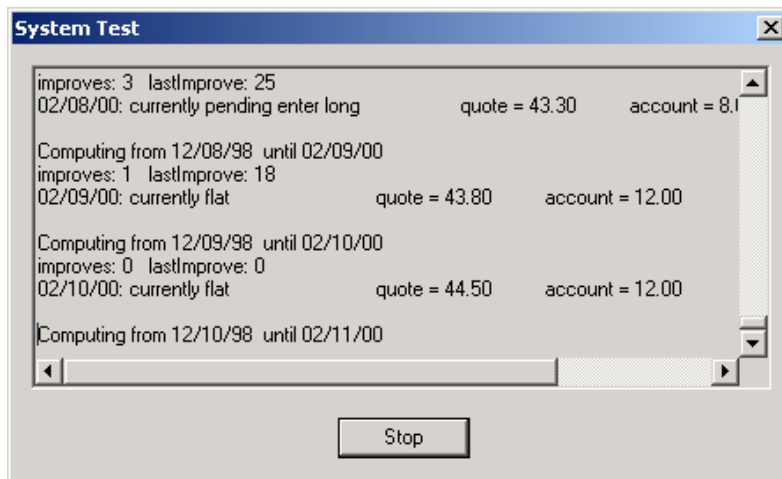 System Test
improves: 3 lastImprove: 25
02/08/00: currently pending enter long quote = 43.30 account = 8.
Computing from 12/08/98 until 02/09/00
improves: 1 lastImprove: 18
02/09/00: currently flat quote = 43.80 account = 12.00
Computing from 12/09/98 until 02/10/00
improves: 0 lastImprove: 0
02/10/00: currently flat quote = 44.50 account = 12.00
Computing from 12/10/98 until 02/11/00
Stop